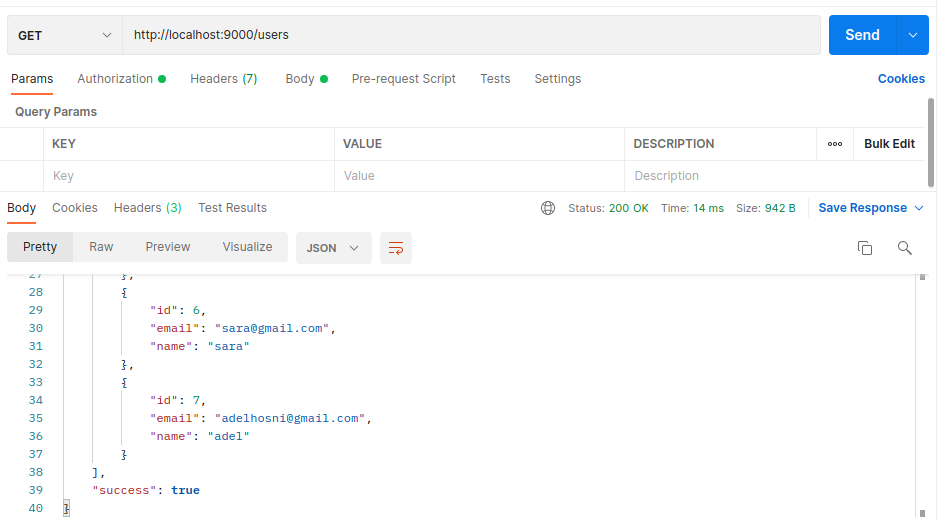 GET http://localhost:9000/users Send
Params Authorization Headers (7) Body Pre-request Script Tests Settings Cookies
Query Params
KEY VALUE DESCRIPTION ooo Bulk Edit
Key Value Description
Body Cookies Headers (3) Test Results Status: 200 OK Time: 14 ms Size: 942 B Save Response
Pretty Raw Preview Visualize JSON
27 },
28 {
29 "id": 6,
30 "email": "sara@gmail.com",
31 "name": "sara"
32 },
33 {
34 "id": 7,
35 "email": "adelhosni@gmail.com",
36 "name": "adel"
37 }
38 ],
39 "success": true
40 }